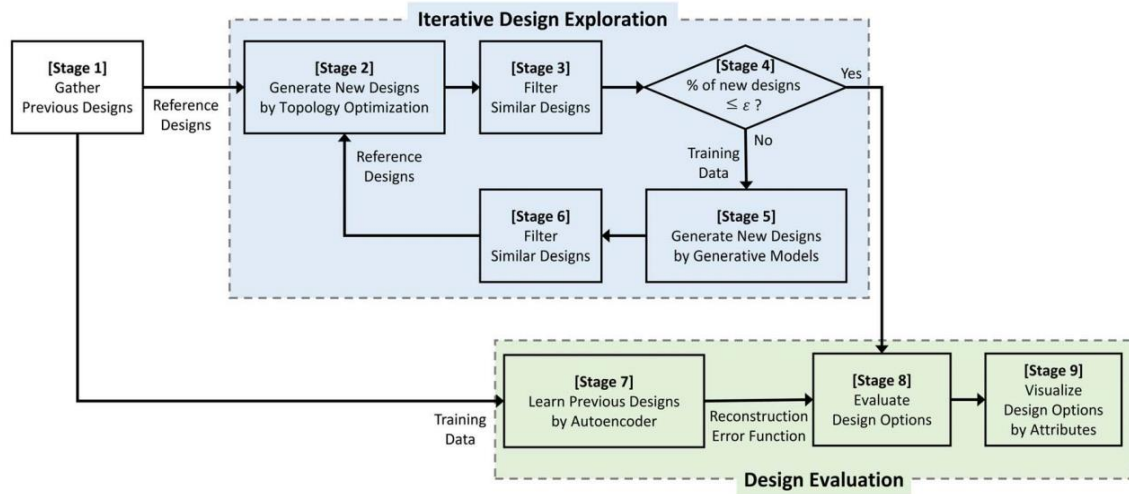 Iterative Design Exploration
[Stage 1]
Gather
Previous Designs
Reference
Designs
[Stage 2]
Generate New Designs
by Topology Optimization
[Stage 3]
Filter
Similar Designs
[Stage 4]
% of new designs
≤ ε ?
Yes
No
Training
Data
Reference
Designs
[Stage 6]
Filter
Similar Designs
[Stage 5]
Generate New Designs
by Generative Models
Training
Data
[Stage 7]
Learn Previous Designs
by Autoencoder
Reconstruction
Error Function
[Stage 8]
Evaluate
Design Options
[Stage 9]
Visualize
Design Options
by Attributes
Design Evaluation